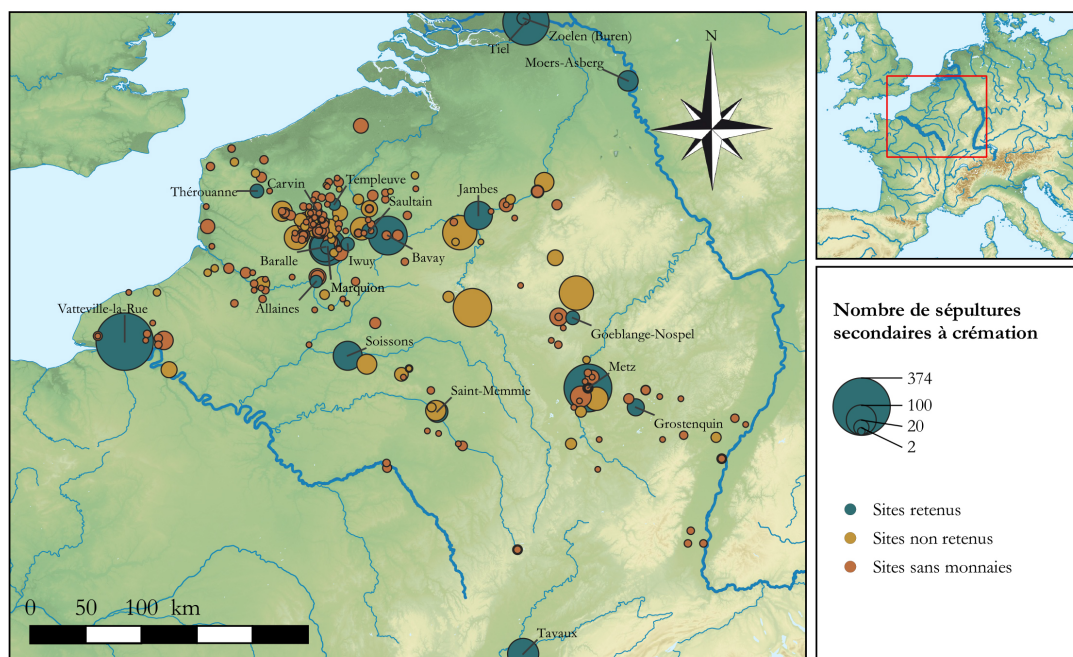 Zoelen (Buren)
Tiel
Moers-Asberg
N
Thérouanne
Carvin
Templeuve
Saultain
Jambes
Baralle
Iwuy
Bavay
Marquion
Allaines
Vatteville-la-Rue
Soissons
Goeblange-Nospel
Metz
Saint-Memmie
Grostenquin
Tavaux
0 50 100 km
Nombre de sépultures
secondaires à crémation
374
100
20
2
Sites retenus
Sites non retenus
Sites sans monnaies